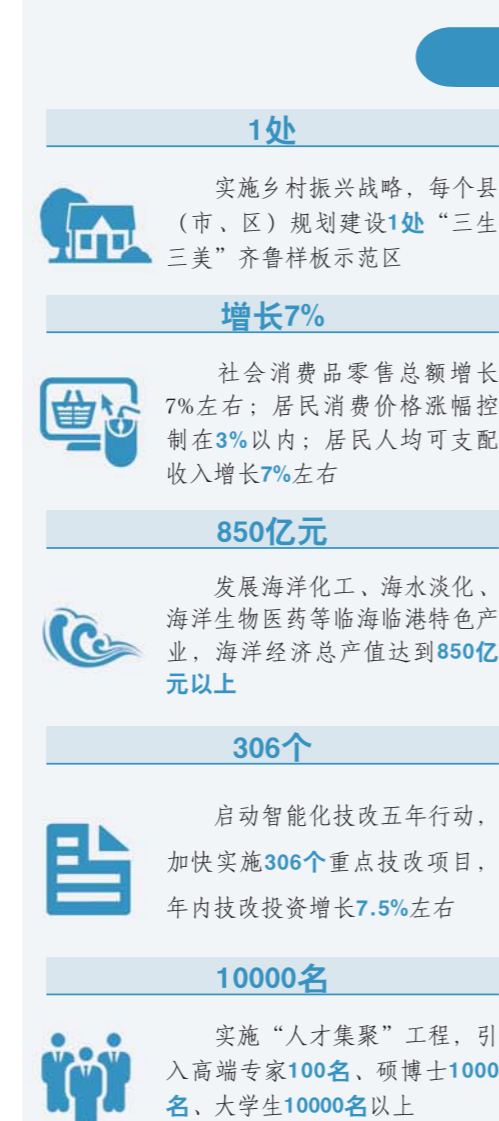 1处
实施乡村振兴战略，每个县
（市、区）规划建设1处“三生
三美”齐鲁样板示范区
增长7%
社会消费品零售总额增长
7%左右；居民消费价格涨幅控
制在3%以内；居民人均可支配
收入增长7%左右
850亿元
发展海洋化工、海水淡化、
海洋生物医药等临海临港特色产
业，海洋经济总产值达到850亿
元以上
306个
启动智能化技改五年行动，
加快实施306个重点技改项目，
年内技改投资增长7.5%左右
10000名
实施“人才集聚”工程，引
入高端专家100名、硕博士1000
名、大学生10000名以上